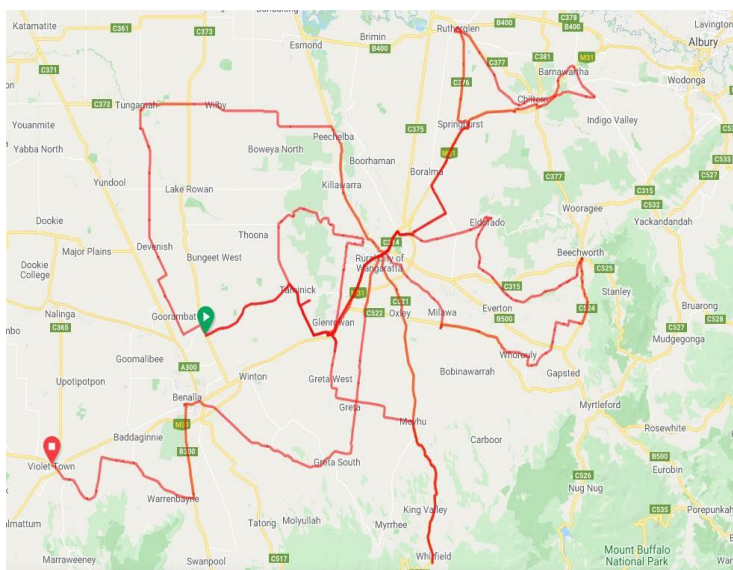 Katamatite
C361
C373
Brimin
Rutherglen
B400
C378
B400
Lavington
Esmond
B400
Albury
C371
C376
C377
C381
M31
Barnawartha
Wodonga
C372
Tungamah
Wilby
Chiltern
Youanmite
Peechelba
C375
Springhurst
Indigo Valley
Yabba North
Boweya North
Boorhaman
M31
C533
Yundool
Lake Rowan
Killawarra
Boralma
C377
C315
C527
C532
Dookie
Thoona
Eldorado
Wooragee
Yackandandah
Major Plains
Devenish
Bungeet West
C314
Beechworth
Dookie
College
Rural City of
Wangaratta
C525
Taminick
M31
C315
Stanley
Nalinga
C365
Goorambat
C521
Everton
C524
Bruarong
Glenrowan
C522
Oxley
Milawa
B500
C527
C528
Goomalibee
Whorouly
Mudgegonga
A300
Bobinawarrah
Gapsted
Upotipotpon
Winton
Greta West
Benalla
Greta
Myrtleford
Baddaginnie
M31
Moyhu
Rosewhite
Carboor
B500
Violet Town
B300
Greta South
Eurobin
C526
Nug Nug
Warrenbayne
King Valley
C535
Porepunkah
Tatong
Molyullah
Myrrhee
Marraweeney
Swanpool
C517
Whitfield
Mount Buffalo
National Park